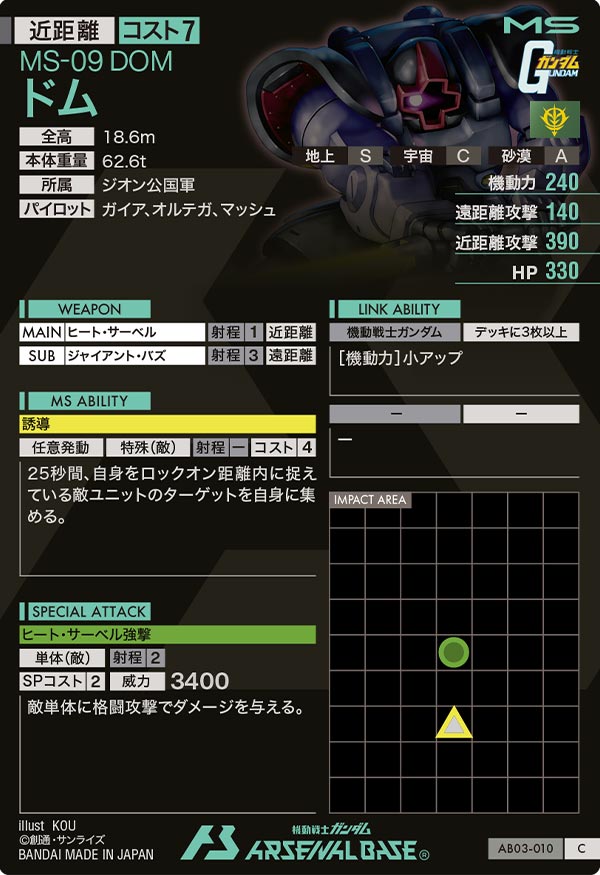 近距離 コスト7
MS
MS-09 DOM
機動戦士
ガンダム
GUNDAM
ドム
全高 18.6m
本体重量 62.6t
所属 ジオン公国軍
パイロット ガイア、オルテガ、マッシュ
地上 S 宇宙 C 砂漠 A
機動力 240
遠距離攻撃 140
近距離攻撃 390
HP 330
WEAPON
MAIN ヒート・サーベル 射程 1 近距離
SUB ジャイアント・バズ 射程 3 遠距離
LINK ABILITY
機動戦士ガンダム デッキに3枚以上
[機動力]小アップ
ー ー
ー
MS ABILITY
誘導
任意発動 特殊(敵) 射程 ー コスト 4
25秒間、自身をロックオン距離内に捉え
ている敵ユニットのターゲットを自身に集
める。
IMPACT AREA
SPECIAL ATTACK
ヒート・サーベル強撃
単体(敵) 射程 2
SPコスト 2 威力 3400
敵単体に格闘攻撃でダメージを与える。
illust KOU
©創通・サンライズ
BANDAI MADE IN JAPAN
機動戦士ガンダム
AB ARSENAL BASE®
AB03-010 C